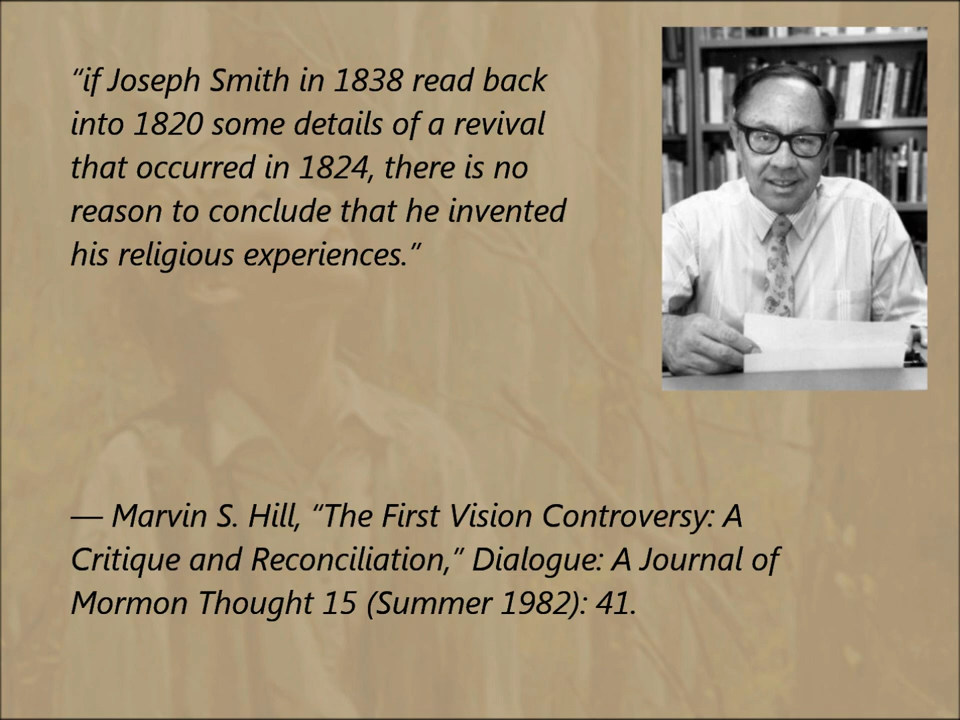 “if Joseph Smith in 1838 read back
into 1820 some details of a revival
that occurred in 1824, there is no
reason to conclude that he invented
his religious experiences.”
— Marvin S. Hill, “The First Vision Controversy: A
Critique and Reconciliation,” Dialogue: A Journal of
Mormon Thought 15 (Summer 1982): 41.